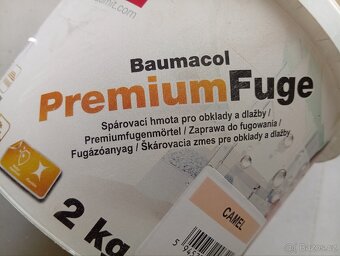 Baumacol
PremiumFuge
Spárovací hmota pro obklady a dlažby /
Premiumfugenmörtel / Zaprawa do fugowania /
Fugázóanyag / Škárovacia zmes pre obklady a dlažby
2 kg
CAMEL